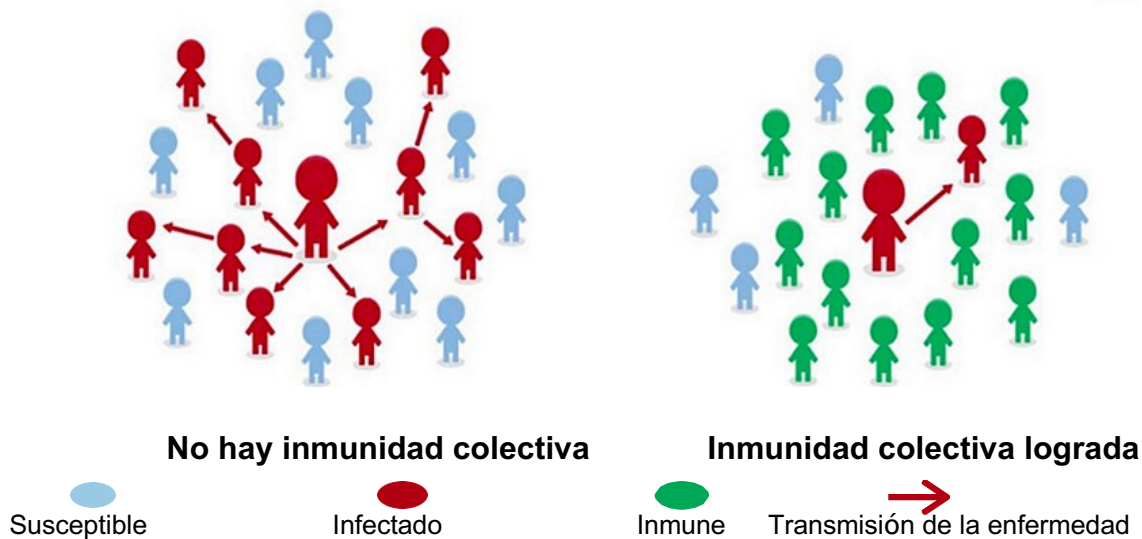 No hay inmunidad colectiva
Inmunidad colectiva lograda
Susceptible
Infectado
Inmune
Transmisión de la enfermedad